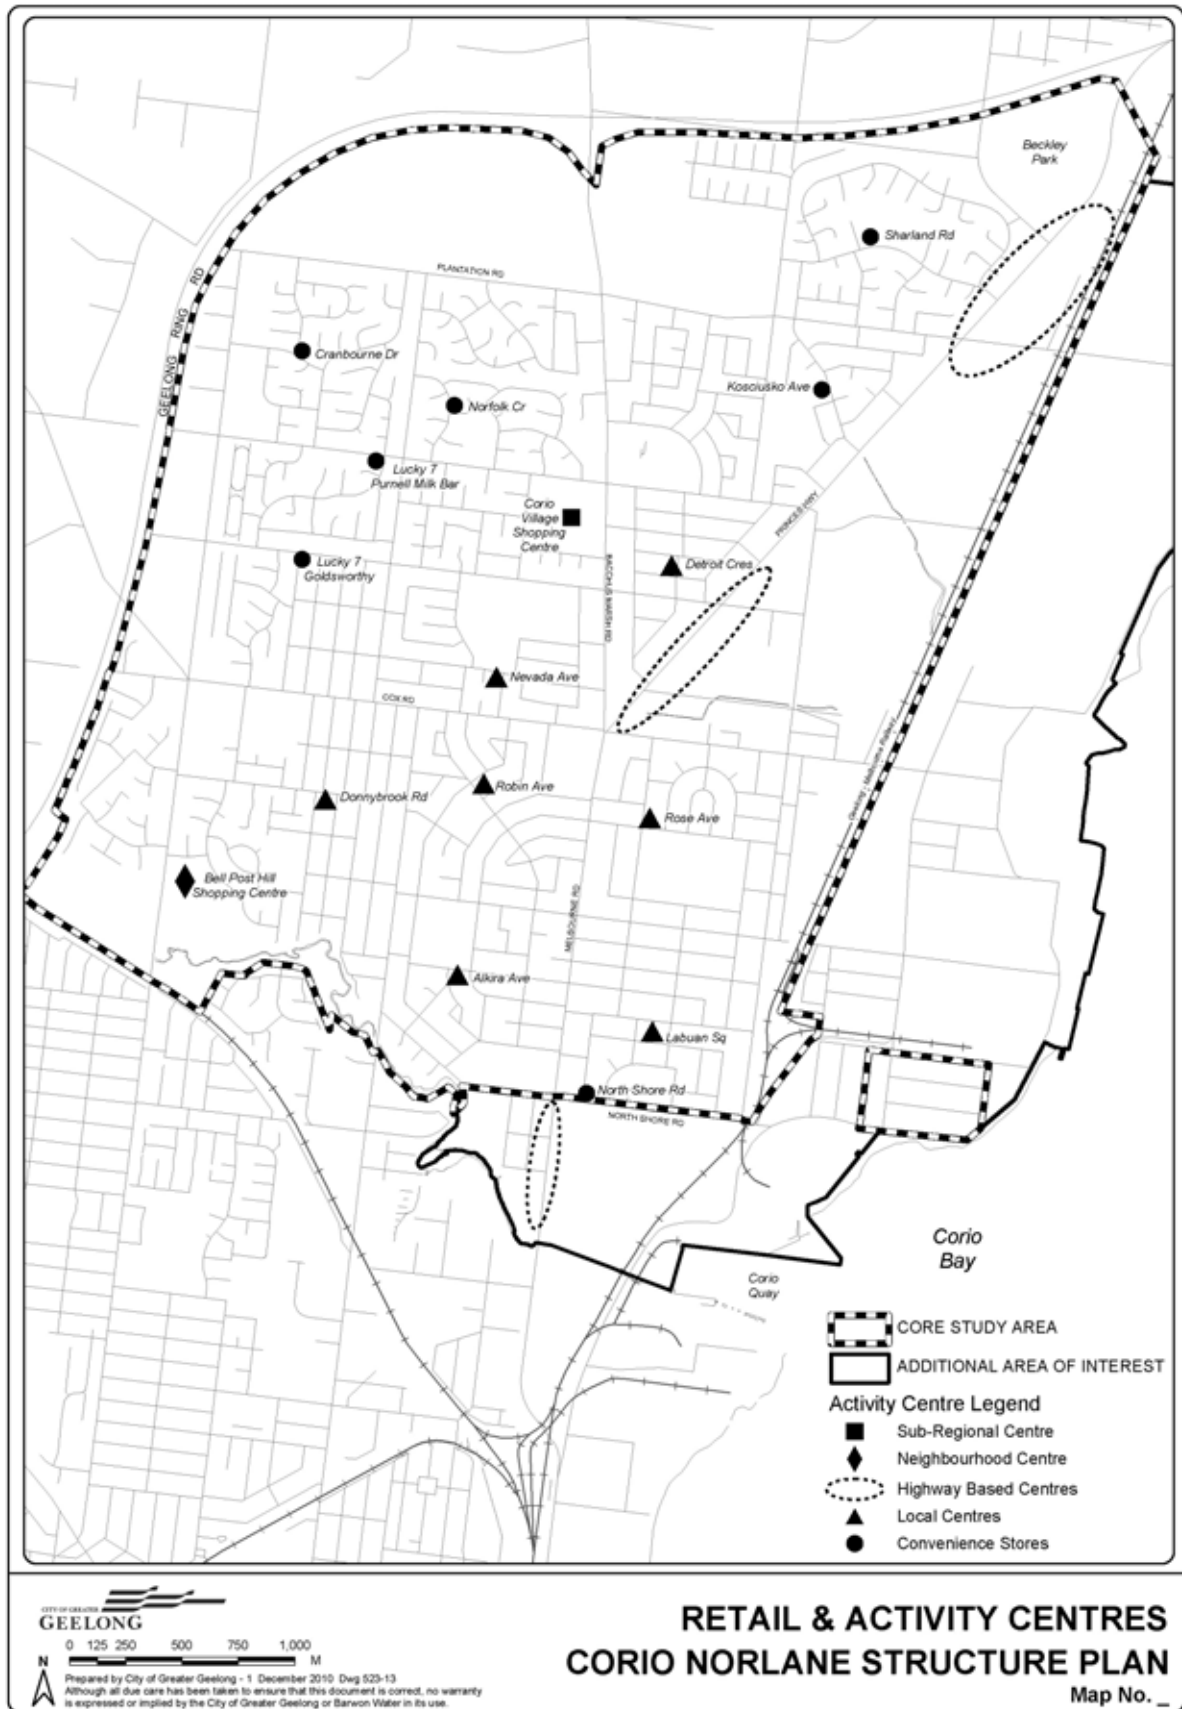 Beckley
Park
Sharland Rd
PLANTATION RD
GEELONG RING RD
Cranbourne Dr
Kosciusko Ave
Norfolk Cr
Lucky 7
Purnell Milk Bar
Corio
Village
Shopping
Centre
PRINCES HWY
Lucky 7
Goldsworthy
Detroit Cres
BACCHUS MARSH RD
Nevada Ave
COX RD
Geelong - Melbourne Railway
Robin Ave
Donnybrook Rd
Rose Ave
Bell Post Hill
Shopping Centre
MELBOURNE RD
Alkira Ave
Labuan Sq
North Shore Rd
NORTH SHORE RD
Corio
Bay
Corio
Quay
CORE STUDY AREA
ADDITIONAL AREA OF INTEREST
Activity Centre Legend
Sub-Regional Centre
Neighbourhood Centre
Highway Based Centres
Local Centres
Convenience Stores
CITY OF GREATER
GEELONG
0 125 250 500 750 1,000
M
N
Prepared by City of Greater Geelong - 1 December 2010 Dwg 523-13
Although all due care has been taken to ensure that this document is correct, no warranty
is expressed or implied by the City of Greater Geelong or Barwon Water in its use.
RETAIL & ACTIVITY CENTRES
CORIO NORLANE STRUCTURE PLAN
Map No. _